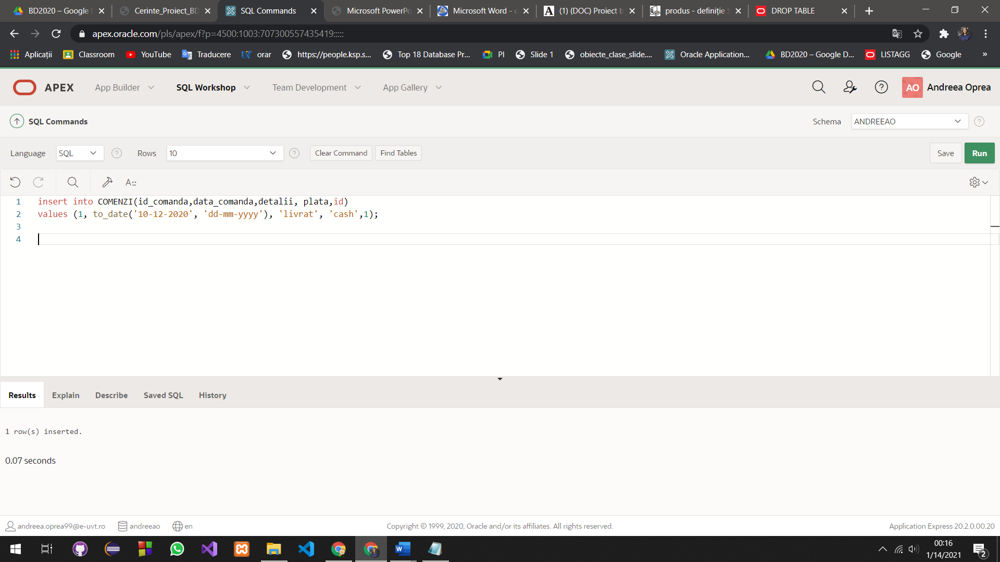 BD2020 – Google
Cerinte_Proiect_BD
SQL Commands
Microsoft PowerPo
Microsoft Word -
(1) (DOC) Proiect b
produs - definiție
DROP TABLE
apex.oracle.com/pls/apex/f?p=4500:1003:707300557435419:::::
Aplicații
Classroom
YouTube
Traducere
orar
https://people.ksp.s...
Top 18 Database Pr...
PI
Slide 1
obiecte_clase_slide....
Oracle Application...
BD2020 – Google D...
LISTAGG
Google
»
APEX
App Builder
SQL Workshop
Team Development
App Gallery
AO
Andreea Oprea
SQL Commands
Schema
ANDREEAO
Language
SQL
Rows
10
Clear Command
Find Tables
Save
Run
1 insert into COMENZI(id_comanda,data_comanda,detalii, plata,id)
2 values (1, to_date('10-12-2020', 'dd-mm-yyyy'), 'livrat', 'cash',1);
3
4
Results
Explain
Describe
Saved SQL
History
1 row(s) inserted.
0.07 seconds
andreea.oprea99@e-uvt.ro
andreeao
en
Copyright © 1999, 2020, Oracle and/or its affiliates. All rights reserved.
Application Express 20.2.0.00.20
00:16
1/14/2021
2